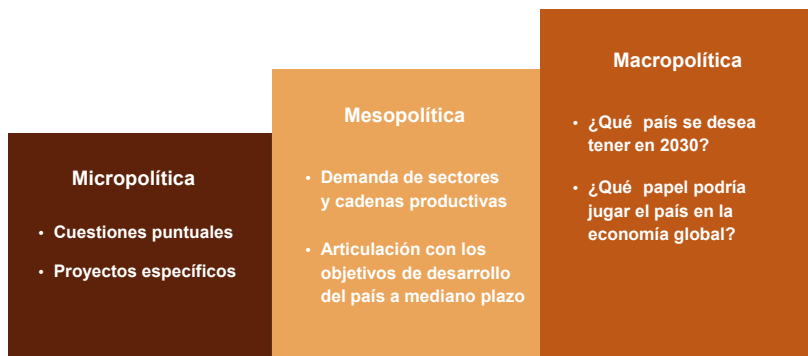 Micropolítica
• Cuestiones puntuales
• Proyectos específicos
Mesopolítica
• Demanda de sectores
y cadenas productivas
• Articulación con los
objetivos de desarrollo
del país a mediano plazo
Macropolítica
• ¿Qué país se desea
tener en 2030?
• ¿Qué papel podría
jugar el país en la
economía global?